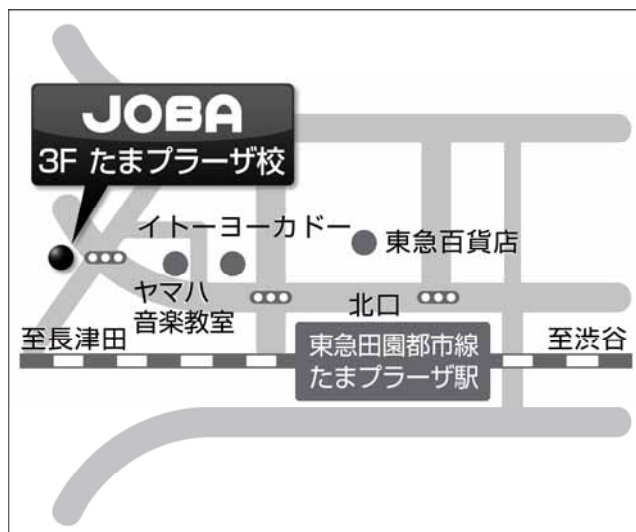 JOBA
3F たまプラーザ校
イトーヨーカドー
東急百貨店
ヤマハ
音楽教室
北口
至長津田
東急田園都市線
たまプラーザ駅
至渋谷